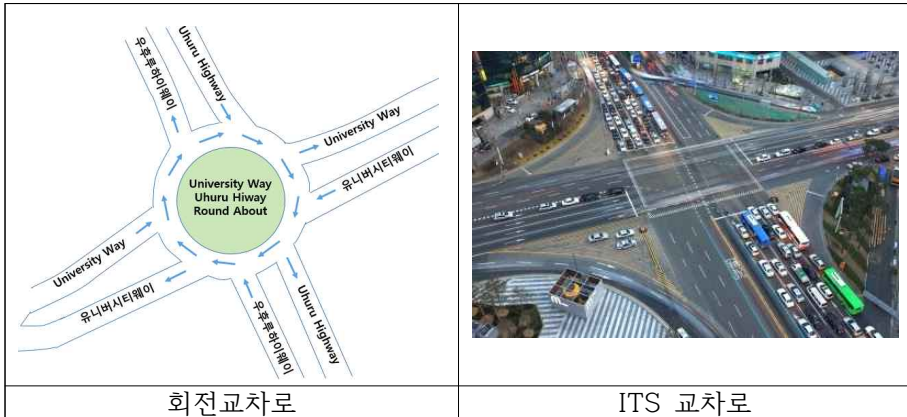 우후루하이웨이
Uhuru Highway
University Way
유니버시티웨이
University Way
Uhuru Hiway
Round About
University Way
유니버시티웨이
우후루하이웨이
Uhuru Highway
회전교차로
ITS 교차로